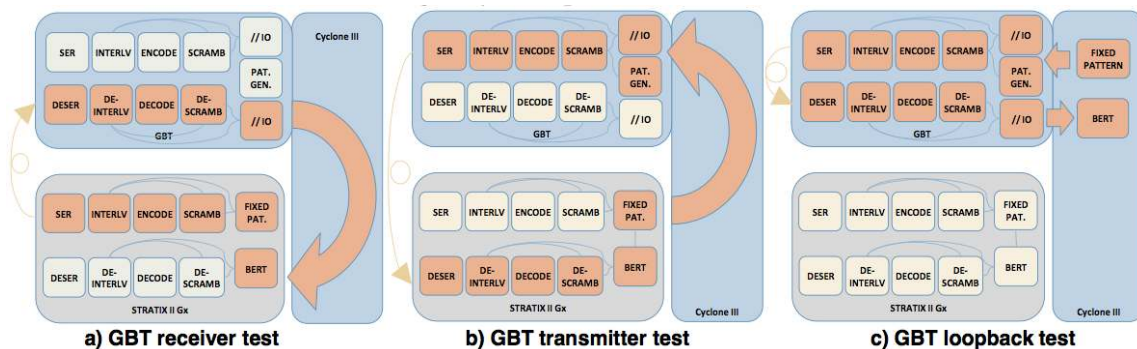 SER INTERLV ENCODE SCRAMB // IO
PAT. GEN.
DESER DE-INTERLV DECODE DE-SCRAMB // IO
GBT
Cyclone III
SER INTERLV ENCODE SCRAMB FIXED PAT.
DESER DE-INTERLV DECODE DE-SCRAMB BERT
STRATIX II Gx
a) GBT receiver test
SER INTERLV ENCODE SCRAMB // IO
PAT. GEN.
DESER DE-INTERLV DECODE DE-SCRAMB // IO
GBT
SER INTERLV ENCODE SCRAMB FIXED PAT.
DESER DE-INTERLV DECODE DE-SCRAMB BERT
STRATIX II Gx
Cyclone III
b) GBT transmitter test
SER INTERLV ENCODE SCRAMB // IO
PAT. GEN.
FIXED PATTERN
DESER DE-INTERLV DECODE DE-SCRAMB // IO
BERT
GBT
SER INTERLV ENCODE SCRAMB FIXED PAT.
DESER DE-INTERLV DECODE DE-SCRAMB BERT
STRATIX II Gx
Cyclone III
c) GBT loopback test